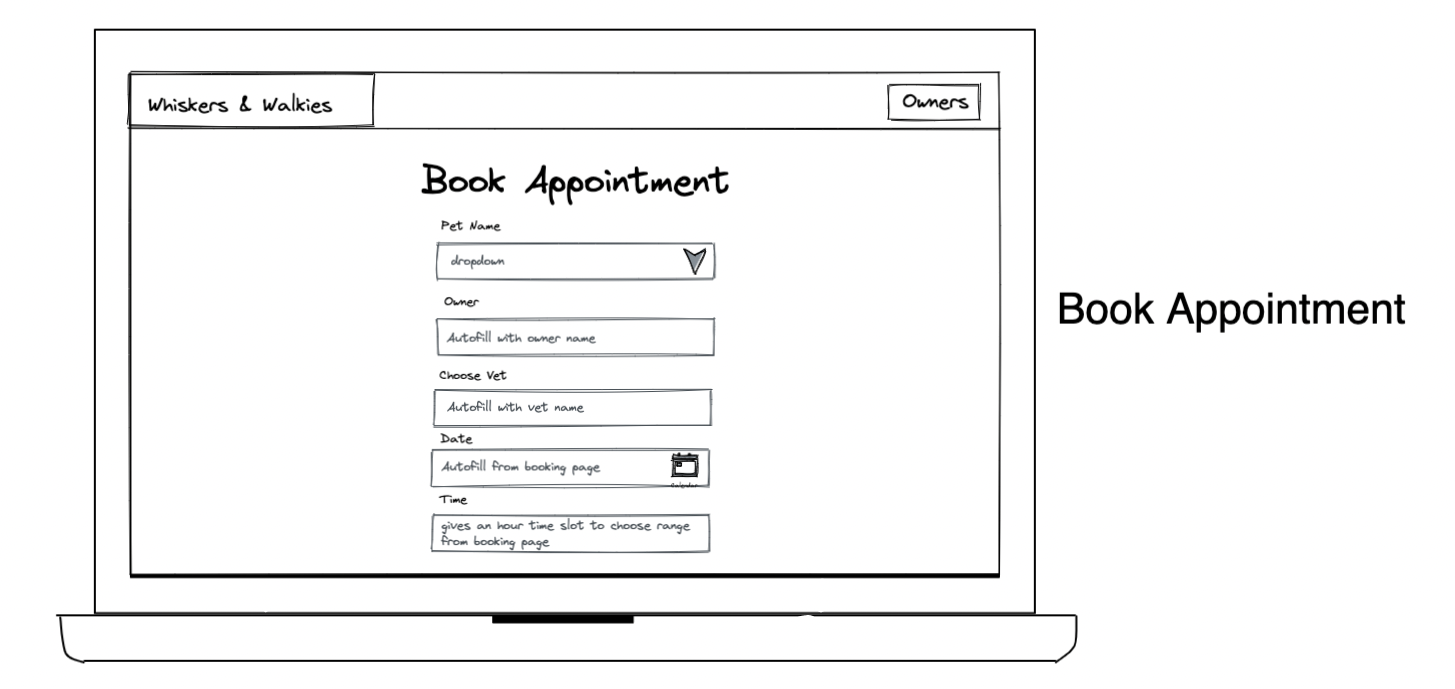 Whiskers & Walkies
Owners
Book Appointment
Pet Name
dropdown
Owner
Autofill with owner name
Choose Vet
Autofill with vet name
Date
Autofill from booking page
Time
gives an hour time slot to choose range
from booking page
Book Appointment